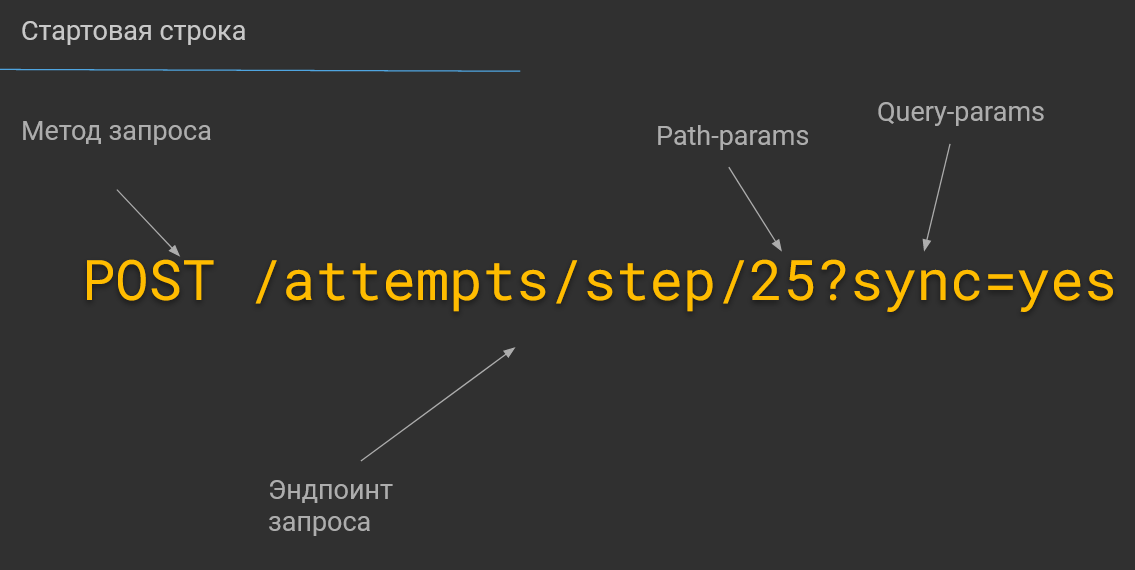 Стартовая строка
Метод запроса
Path-params
Query-params
POST /attempts/step/25?sync=yes
Эндпоинт
запроса